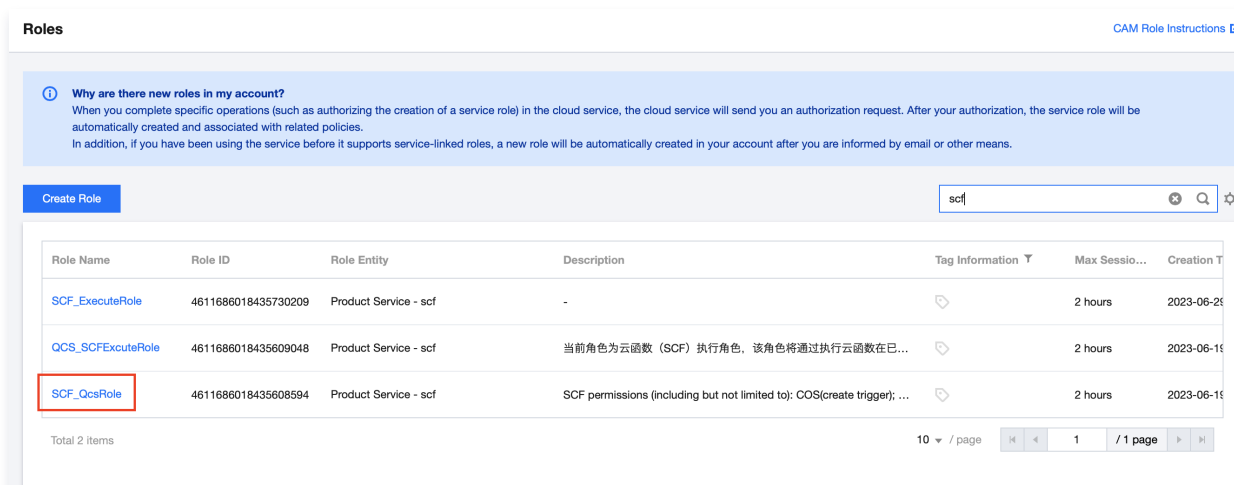 Roles
CAM Role Instructions
Why are there new roles in my account?
When you complete specific operations (such as authorizing the creation of a service role) in the cloud service, the cloud service will send you an authorization request. After your authorization, the service role will be
automatically created and associated with related policies.
In addition, if you have been using the service before it supports service-linked roles, a new role will be automatically created in your account after you are informed by email or other means.
Create Role
scf
Role Name Role ID Role Entity Description Tag Information Max Sessio... Creation T
SCF_ExecuteRole 4611686018435730209 Product Service - scf - 2 hours 2023-06-29
QCS_SCFExcuteRole 4611686018435609048 Product Service - scf 当前角色为云函数（SCF）执行角色，该角色将通过执行云函数在已... 2 hours 2023-06-19
SCF_QcsRole 4611686018435608594 Product Service - scf SCF permissions (including but not limited to): COS(create trigger); ... 2 hours 2023-06-19
Total 2 items 10 / page 1 / 1 page